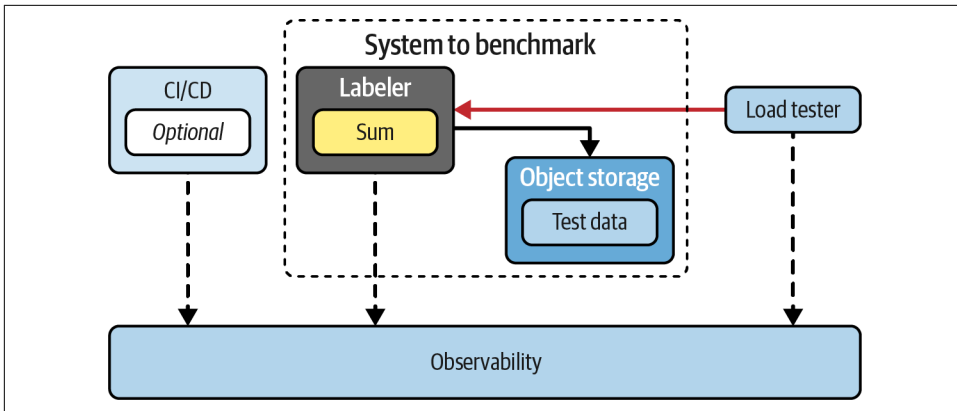 System to benchmark
CI/CD
Optional
Labeler
Sum
Load tester
Object storage
Test data
Observability